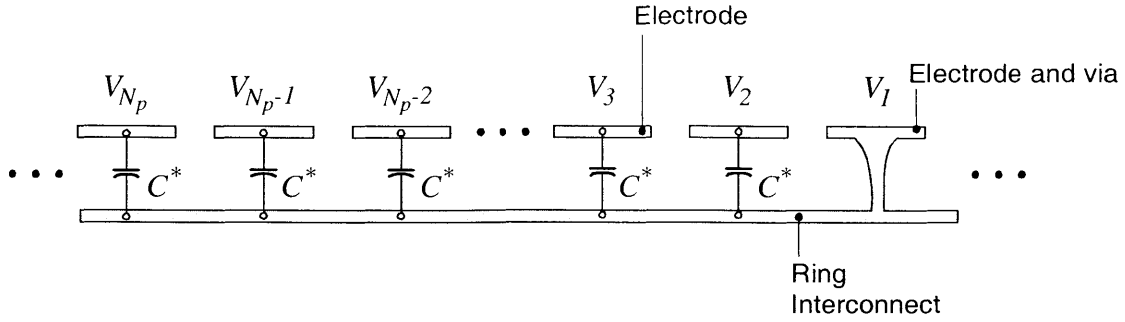 Electrode
V_{N_p} V_{N_p-1} V_{N_p-2} • • • V_3 V_2 V_1 Electrode and via
• • • C* C* C* C* C* • • •
Ring
Interconnect